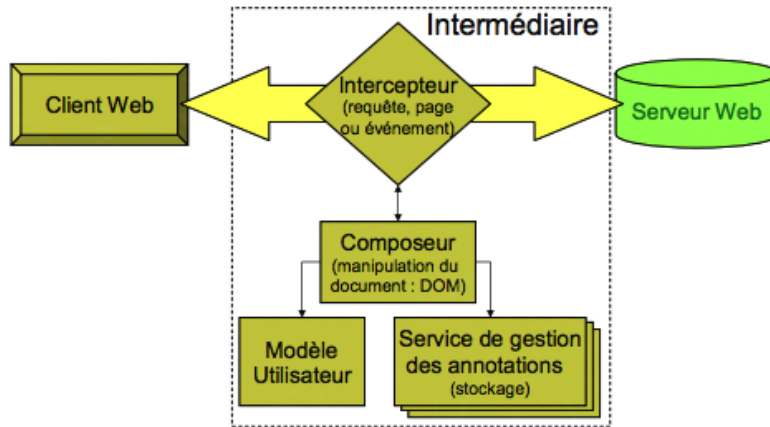 Intermédiaire
Client Web
Intercepteur
(requête, page
ou événement)
Serveur Web
Composeur
(manipulation du
document : DOM)
Modèle
Utilisateur
Service de gestion
des annotations
(stockage)